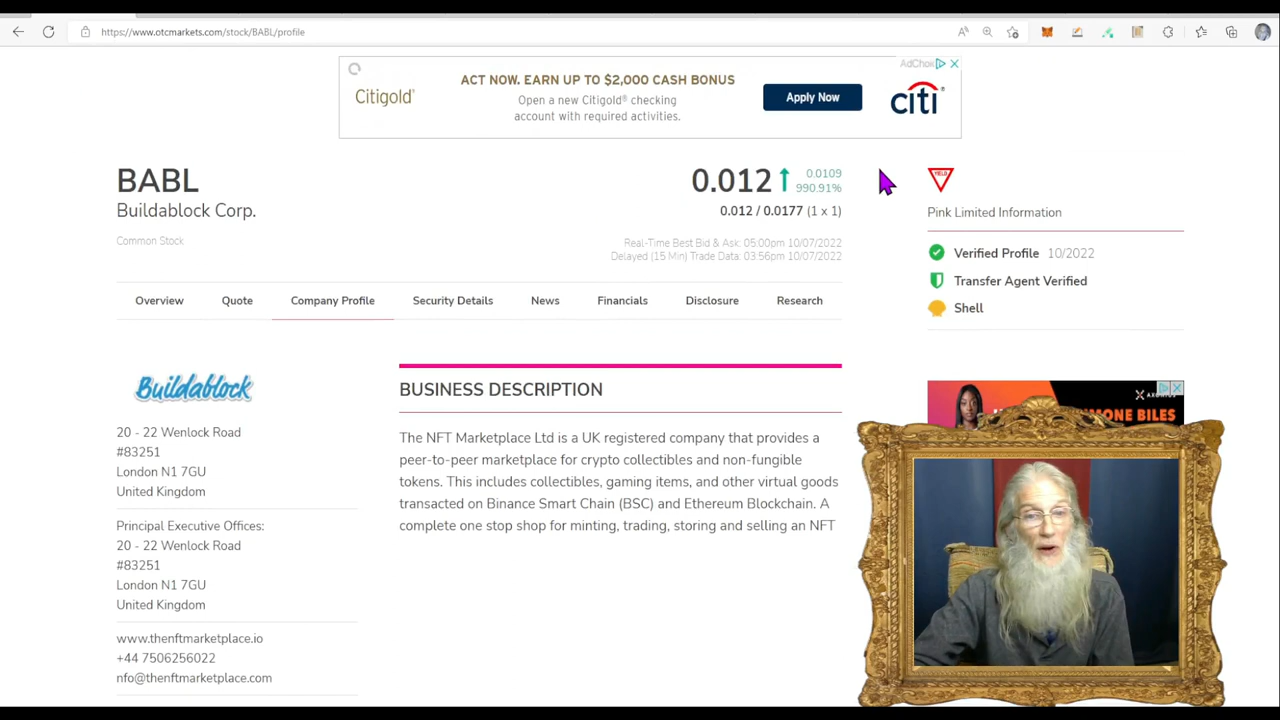 https://www.otcmarkets.com/stock/BABL/profile
AdChoi
Citigold®
ACT NOW. EARN UP TO $2,000 CASH BONUS
Open a new Citigold® checking
account with required activities.
Apply Now
citi®
BABL
Buildablock Corp.
Common Stock
0.012
0.0109
990.91%
0.012 / 0.0177 (1 x 1)
Real-Time Best Bid & Ask: 05:00pm 10/07/2022
Delayed (15 Min) Trade Data: 03:56pm 10/07/2022
YIELD
Pink Limited Information
Verified Profile 10/2022
Transfer Agent Verified
Shell
Overview Quote Company Profile Security Details News Financials Disclosure Research
Buildablock
20 - 22 Wenlock Road
#83251
London N1 7GU
United Kingdom
Principal Executive Offices:
20 - 22 Wenlock Road
#83251
London N1 7GU
United Kingdom
www.thenftmarketplace.io
+44 7506256022
nfo@thenftmarketplace.com
BUSINESS DESCRIPTION
The NFT Marketplace Ltd is a UK registered company that provides a
peer-to-peer marketplace for crypto collectibles and non-fungible
tokens. This includes collectibles, gaming items, and other virtual goods
transacted on Binance Smart Chain (BSC) and Ethereum Blockchain. A
complete one stop shop for minting, trading, storing and selling an NFT
BILES